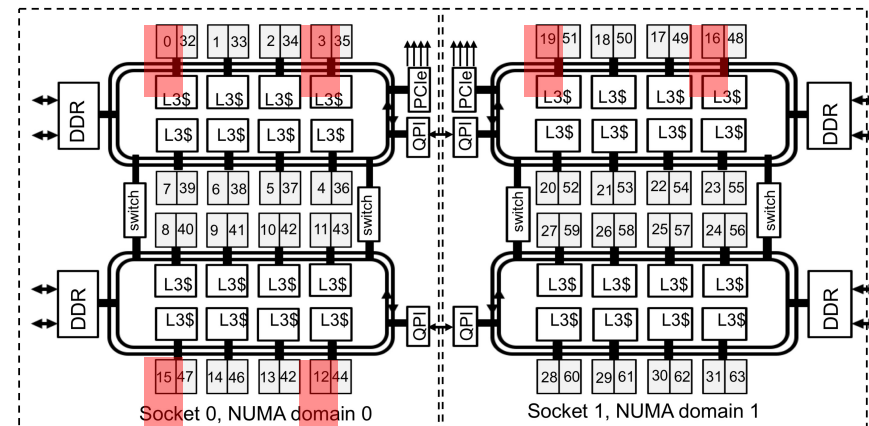 0 32 1 33 2 34 3 35
19 51 18 50 17 49 16 48
DDR
L3$ L3$ L3$ L3$
PCIe
PCIe
L3$ L3$ L3$ L3$
DDR
L3$ L3$ L3$ L3$
QPI
QPI
L3$ L3$ L3$ L3$
switch
7 39 6 38 5 37 4 36
switch
switch
20 52 21 53 22 54 23 55
switch
8 40 9 41 10 42 11 43
27 59 26 58 25 57 24 56
DDR
L3$ L3$ L3$ L3$
L3$ L3$ L3$ L3$
DDR
L3$ L3$ L3$ L3$
QPI
QPI
L3$ L3$ L3$ L3$
15 47 14 46 13 42 12 44
28 60 29 61 30 62 31 63
Socket 0, NUMA domain 0
Socket 1, NUMA domain 1